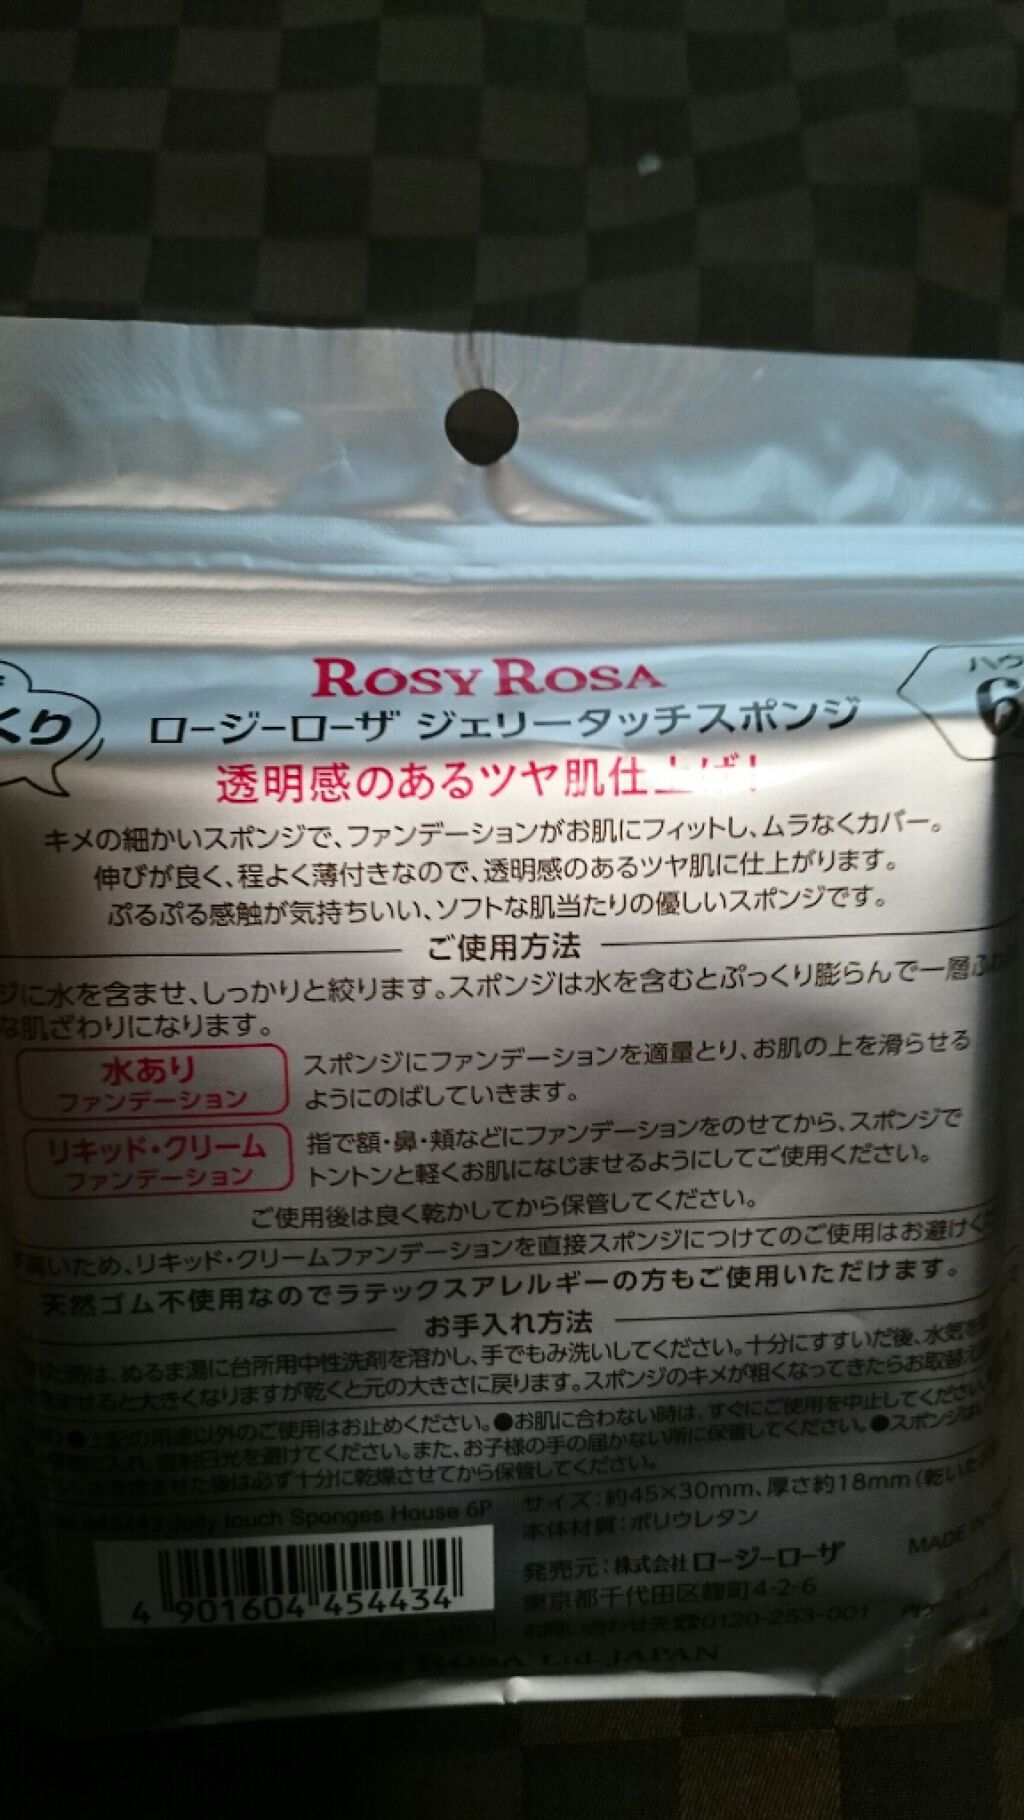 くり
ROSY ROSA
ハウ
6
ロージーローザ ジェリータッチスポンジ
透明感のあるツヤ肌仕上げ!
キメの細かいスポンジで、ファンデーションがお肌にフィットし、ムラなくカバー。
伸びが良く、程よく薄付きなので、透明感のあるツヤ肌に仕上がります。
ぷるぷる感触が気持ちいい、ソフトな肌当たりの優しいスポンジです。
ご使用方法
ジに水を含ませ、しっかりと絞ります。スポンジは水を含むとぷっくり膨らんで一層ふ
な肌ざわりになります。
水あり
ファンデーション
スポンジにファンデーションを適量とり、お肌の上を滑らせる
ようにのばしていきます。
リキッド・クリーム
ファンデーション
指で額・鼻・頬などにファンデーションをのせてから、スポンジで
トントンと軽くお肌になじませるようにしてご使用ください。
ご使用後は良く乾かしてから保管してください。
いため、リキッド・クリームファンデーションを直接スポンジにつけてのご使用はお避けく
天然ゴム不使用なのでラテックスアレルギーの方もご使用いただけます。
お手入れ方法
た時は、ぬるま湯に台所用中性洗剤を溶かし、手でもみ洗いしてください。十分にすすいだ後、水気を
ませると大きくなりますが乾くと元の大きさに戻ります。スポンジのキメが粗くなってきたらお取替え
●上記の用途以外のご使用はお止めください。●お肌に合わない時は、すぐにご使用を中止してください
に入れ、直射日光を避けてください。また、お子様の手の届かない所に保管してください。●スポンジは
水を含ませた後は必ず十分に乾燥させてから保管してください。
Jelly touch Sponges House 6P
サイズ:約45×30mm、厚さ約18mm(乾いた
本体材質:ポリウレタン
MADE IN
発売元:株式会社ロージーローザ
東京都千代田区麹町4-2-6
お問い合わせ先☎0120-253-001
4 901604 454434
RR-480
ROSY ROSA Ltd. JAPAN